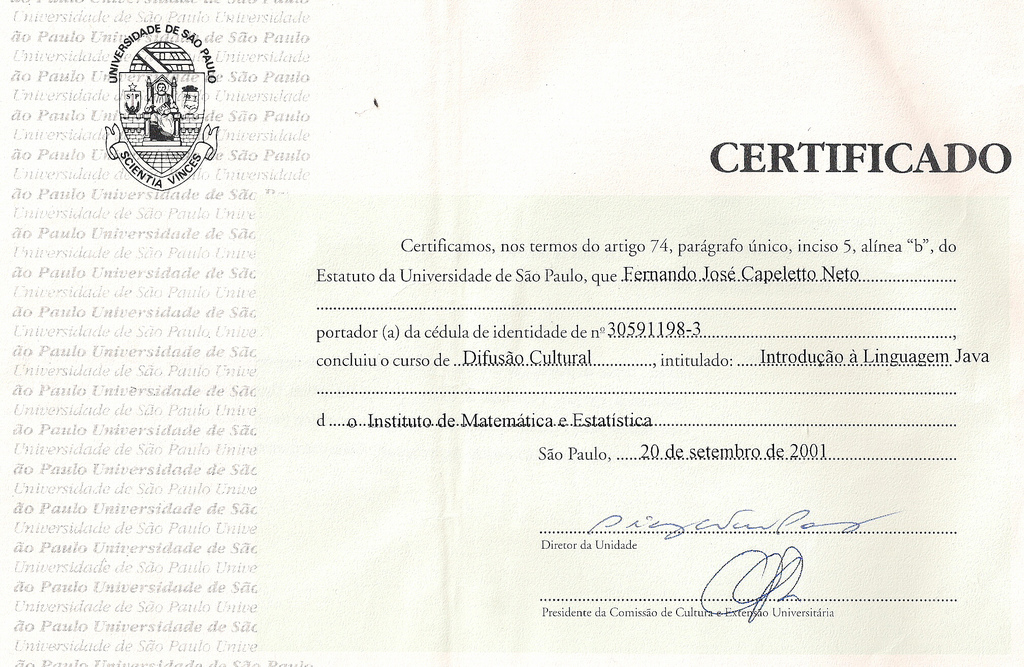 UNIVERSIDADE DE SÃO PAULO
SCIENTIA VINCES
CERTIFICADO
Certificamos, nos termos do artigo 74, parágrafo único, inciso 5, alínea “b”, do
Estatuto da Universidade de São Paulo, que Fernando José Capeletto Neto
portador (a) da cédula de identidade de nº 30591198-3,
concluiu o curso de Difusão Cultural, intitulado: Introdução à Linguagem Java
d o Instituto de Matemática e Estatística
São Paulo, 20 de setembro de 2001
Diretor da Unidade
Presidente da Comissão de Cultura e Extensão Universitária